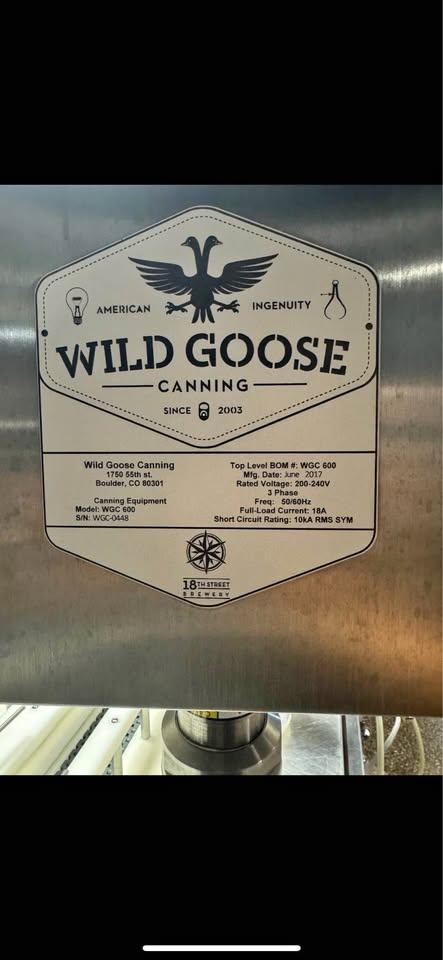 AMERICAN INGENUITY
WILD GOOSE
CANNING
SINCE 2003
Wild Goose Canning
1750 55th st.
Boulder, CO 80301
Canning Equipment
Model: WGC 600
S/N: WGC-0448
Top Level BOM #: WGC 600
Mfg. Date: June 2017
Rated Voltage: 200-240V
3 Phase
Freq: 50/60Hz
Full-Load Current: 18A
Short Circuit Rating: 10kA RMS SYM
18TH STREET
BREWERY